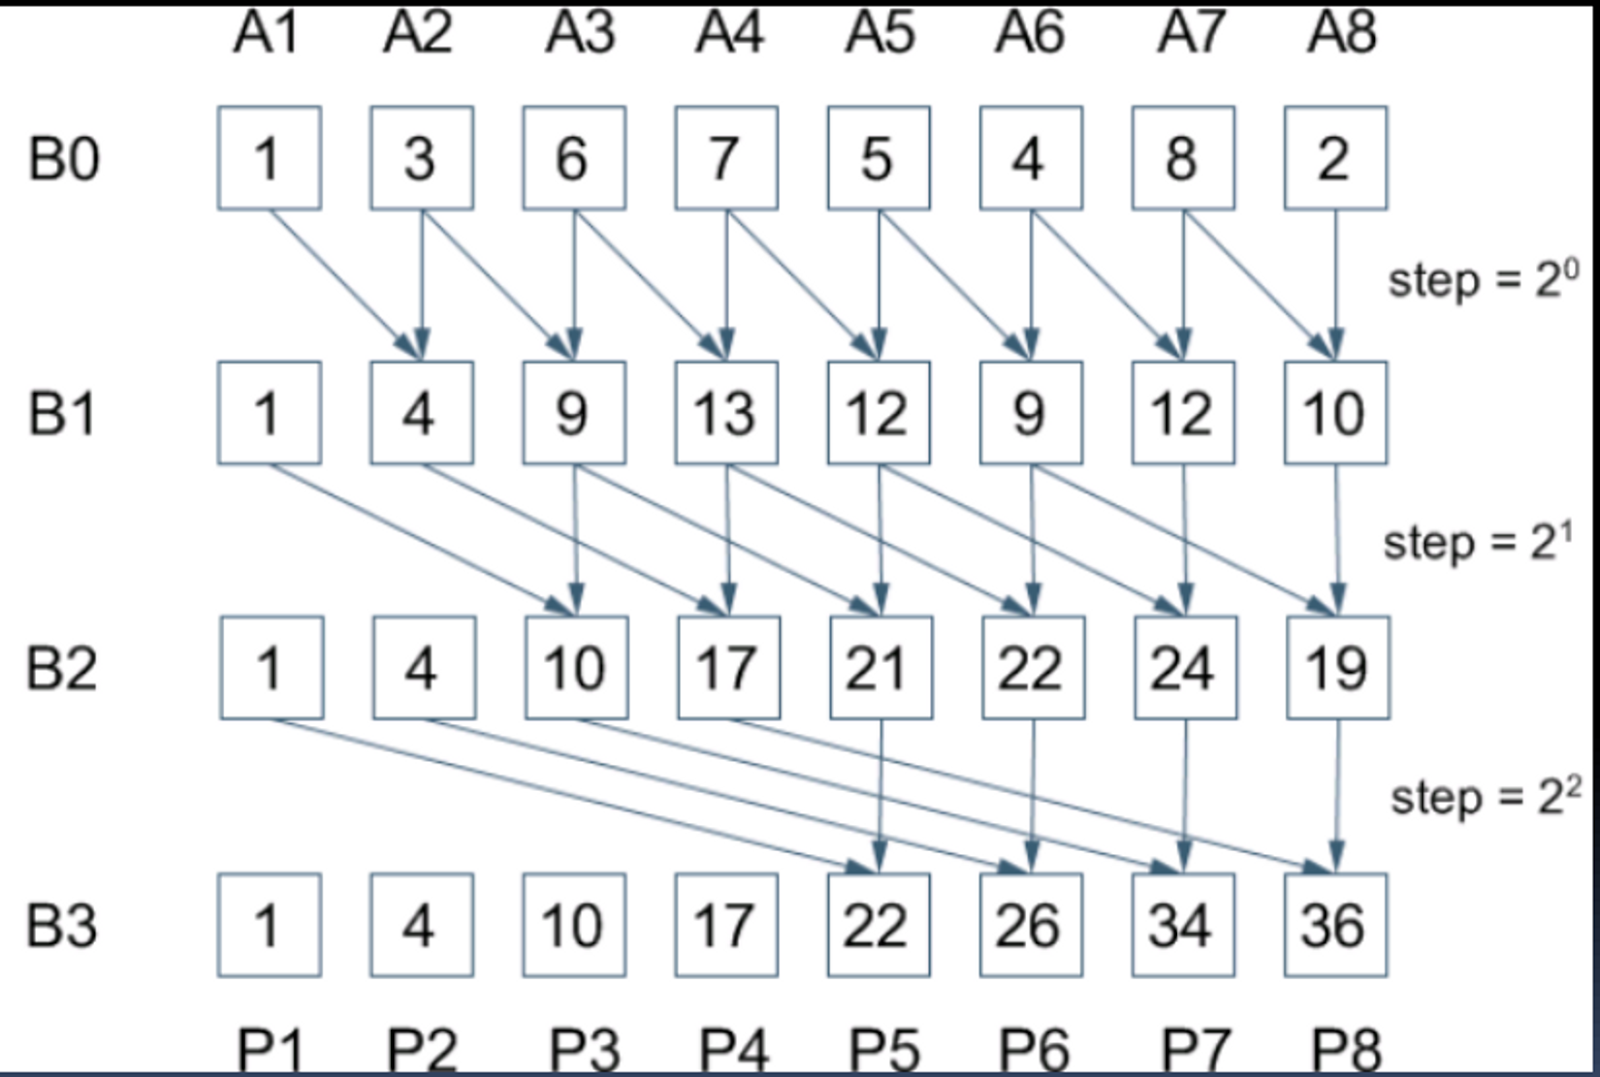 A1 A2 A3 A4 A5 A6 A7 A8
B0 1 3 6 7 5 4 8 2
step = 2⁰
B1 1 4 9 13 12 9 12 10
step = 2¹
B2 1 4 10 17 21 22 24 19
step = 2²
B3 1 4 10 17 22 26 34 36
P1 P2 P3 P4 P5 P6 P7 P8